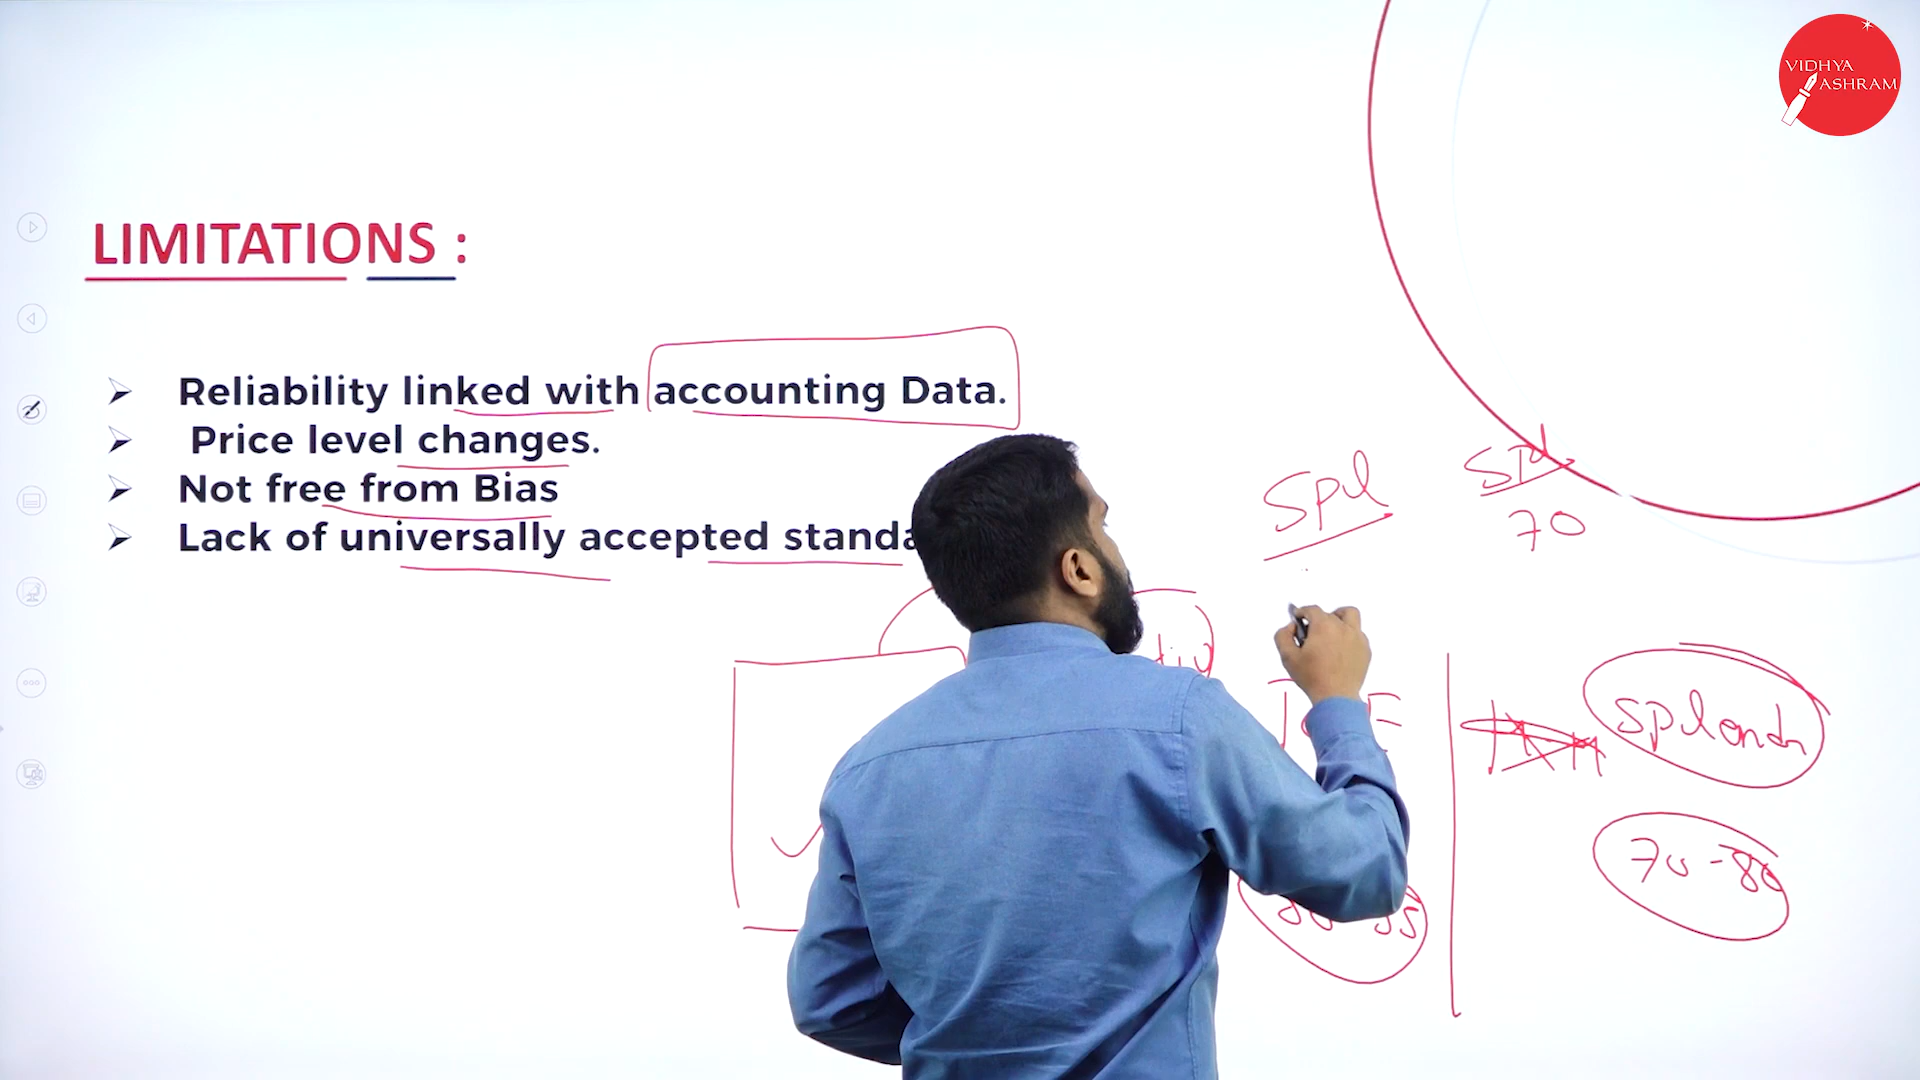 VIDHYA
ASHRAM
LIMITATIONS :
Reliability linked with accounting Data.
Price level changes.
Not free from Bias
Lack of universally accepted standa
Spl
Spl
70
Splendr
70 - 80